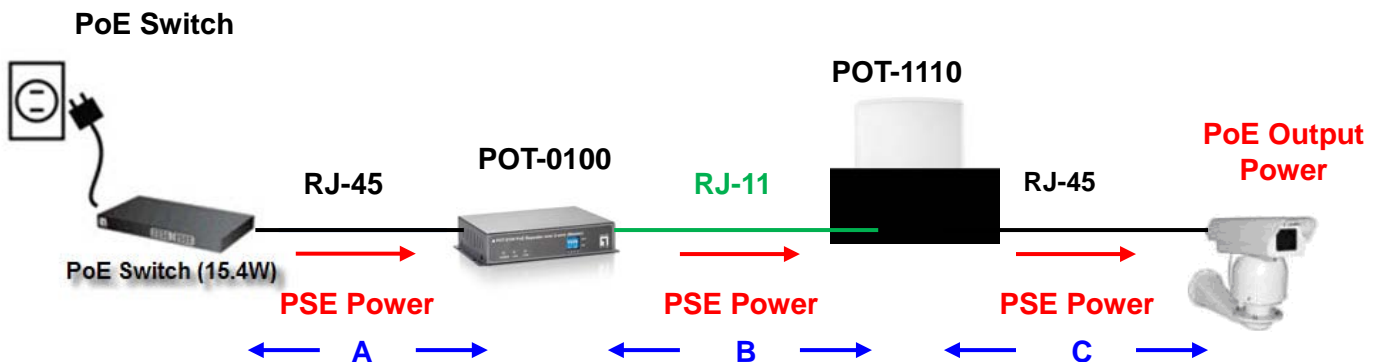 PoE Switch
POT-1110
PoE Output
Power
POT-0100
RJ-45
RJ-11
RJ-45
PoE Switch (15.4W)
PSE Power
PSE Power
PSE Power
A
B
C